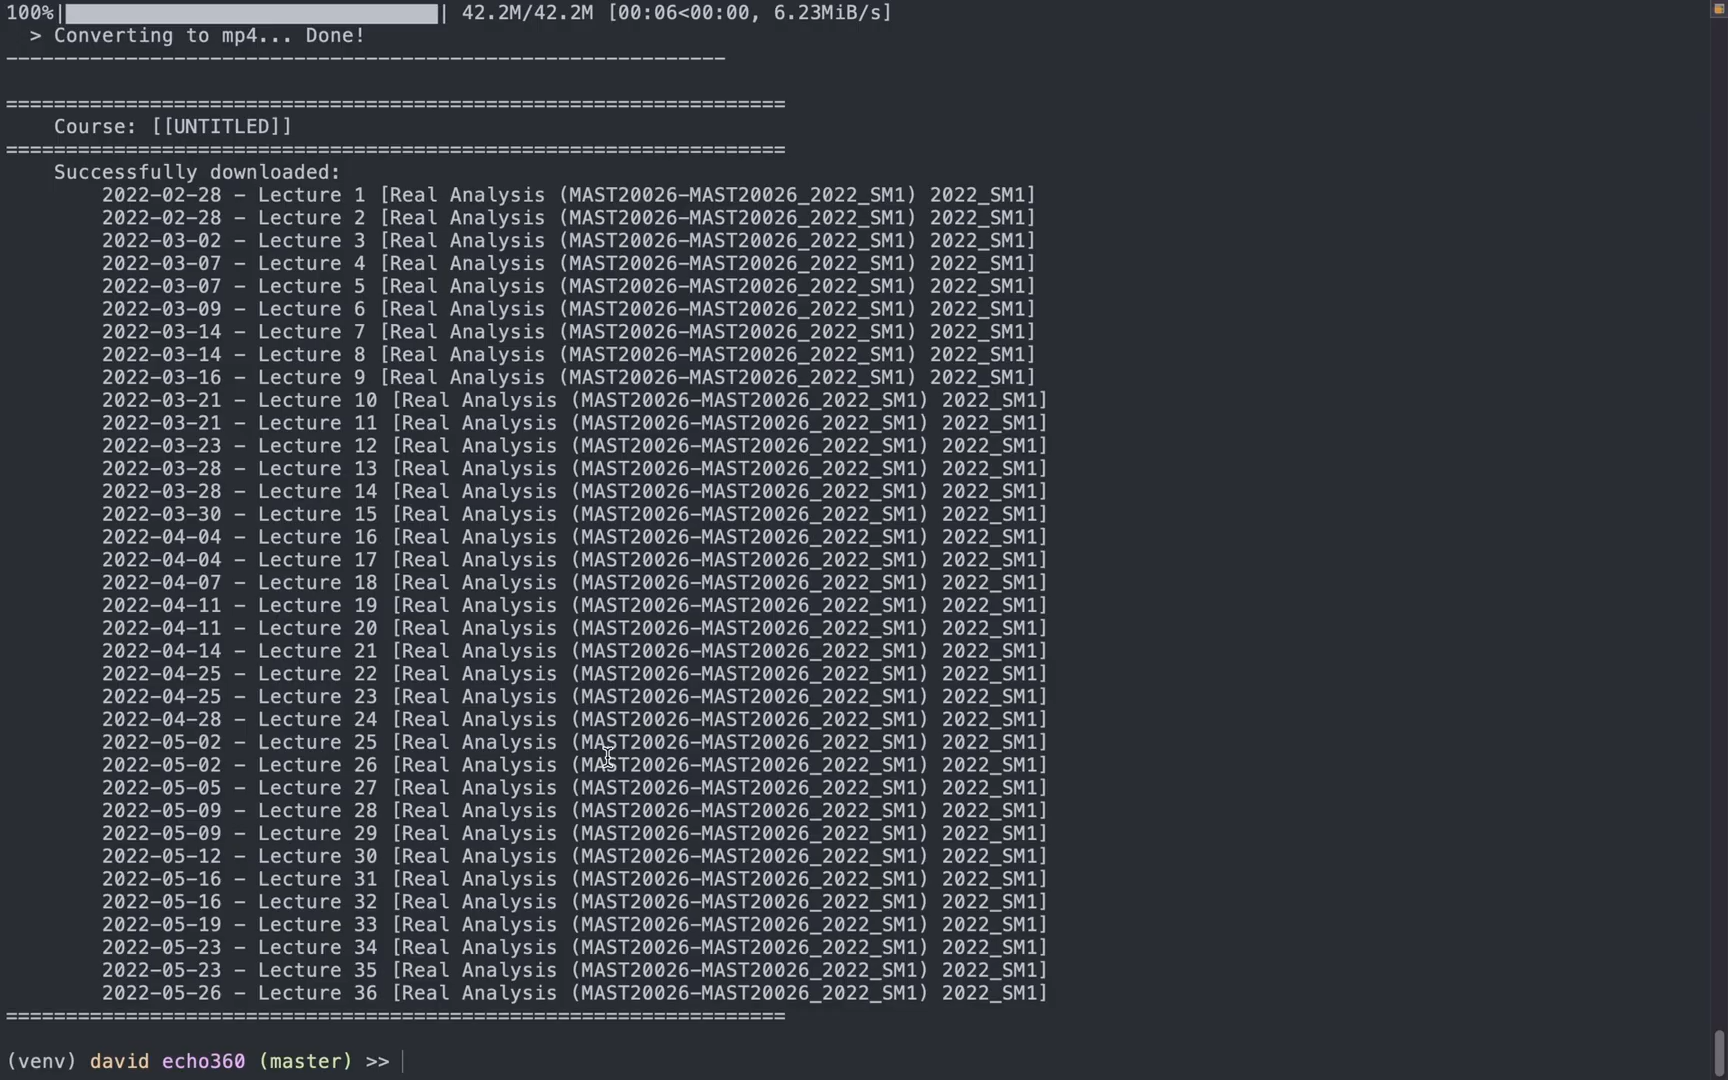 100%|██████████| 42.2M/42.2M [00:06<00:00, 6.23MiB/s]
> Converting to mp4... Done!
------------------------------------------------------------
=================================================================
Course: [[UNTITLED]]
=================================================================
Successfully downloaded:
2022-02-28 - Lecture 1 [Real Analysis (MAST20026-MAST20026_2022_SM1) 2022_SM1]
2022-02-28 - Lecture 2 [Real Analysis (MAST20026-MAST20026_2022_SM1) 2022_SM1]
2022-03-02 - Lecture 3 [Real Analysis (MAST20026-MAST20026_2022_SM1) 2022_SM1]
2022-03-07 - Lecture 4 [Real Analysis (MAST20026-MAST20026_2022_SM1) 2022_SM1]
2022-03-07 - Lecture 5 [Real Analysis (MAST20026-MAST20026_2022_SM1) 2022_SM1]
2022-03-09 - Lecture 6 [Real Analysis (MAST20026-MAST20026_2022_SM1) 2022_SM1]
2022-03-14 - Lecture 7 [Real Analysis (MAST20026-MAST20026_2022_SM1) 2022_SM1]
2022-03-14 - Lecture 8 [Real Analysis (MAST20026-MAST20026_2022_SM1) 2022_SM1]
2022-03-16 - Lecture 9 [Real Analysis (MAST20026-MAST20026_2022_SM1) 2022_SM1]
2022-03-21 - Lecture 10 [Real Analysis (MAST20026-MAST20026_2022_SM1) 2022_SM1]
2022-03-21 - Lecture 11 [Real Analysis (MAST20026-MAST20026_2022_SM1) 2022_SM1]
2022-03-23 - Lecture 12 [Real Analysis (MAST20026-MAST20026_2022_SM1) 2022_SM1]
2022-03-28 - Lecture 13 [Real Analysis (MAST20026-MAST20026_2022_SM1) 2022_SM1]
2022-03-28 - Lecture 14 [Real Analysis (MAST20026-MAST20026_2022_SM1) 2022_SM1]
2022-03-30 - Lecture 15 [Real Analysis (MAST20026-MAST20026_2022_SM1) 2022_SM1]
2022-04-04 - Lecture 16 [Real Analysis (MAST20026-MAST20026_2022_SM1) 2022_SM1]
2022-04-04 - Lecture 17 [Real Analysis (MAST20026-MAST20026_2022_SM1) 2022_SM1]
2022-04-07 - Lecture 18 [Real Analysis (MAST20026-MAST20026_2022_SM1) 2022_SM1]
2022-04-11 - Lecture 19 [Real Analysis (MAST20026-MAST20026_2022_SM1) 2022_SM1]
2022-04-11 - Lecture 20 [Real Analysis (MAST20026-MAST20026_2022_SM1) 2022_SM1]
2022-04-14 - Lecture 21 [Real Analysis (MAST20026-MAST20026_2022_SM1) 2022_SM1]
2022-04-25 - Lecture 22 [Real Analysis (MAST20026-MAST20026_2022_SM1) 2022_SM1]
2022-04-25 - Lecture 23 [Real Analysis (MAST20026-MAST20026_2022_SM1) 2022_SM1]
2022-04-28 - Lecture 24 [Real Analysis (MAST20026-MAST20026_2022_SM1) 2022_SM1]
2022-05-02 - Lecture 25 [Real Analysis (MAST20026-MAST20026_2022_SM1) 2022_SM1]
2022-05-02 - Lecture 26 [Real Analysis (MAST20026-MAST20026_2022_SM1) 2022_SM1]
2022-05-05 - Lecture 27 [Real Analysis (MAST20026-MAST20026_2022_SM1) 2022_SM1]
2022-05-09 - Lecture 28 [Real Analysis (MAST20026-MAST20026_2022_SM1) 2022_SM1]
2022-05-09 - Lecture 29 [Real Analysis (MAST20026-MAST20026_2022_SM1) 2022_SM1]
2022-05-12 - Lecture 30 [Real Analysis (MAST20026-MAST20026_2022_SM1) 2022_SM1]
2022-05-16 - Lecture 31 [Real Analysis (MAST20026-MAST20026_2022_SM1) 2022_SM1]
2022-05-16 - Lecture 32 [Real Analysis (MAST20026-MAST20026_2022_SM1) 2022_SM1]
2022-05-19 - Lecture 33 [Real Analysis (MAST20026-MAST20026_2022_SM1) 2022_SM1]
2022-05-23 - Lecture 34 [Real Analysis (MAST20026-MAST20026_2022_SM1) 2022_SM1]
2022-05-23 - Lecture 35 [Real Analysis (MAST20026-MAST20026_2022_SM1) 2022_SM1]
2022-05-26 - Lecture 36 [Real Analysis (MAST20026-MAST20026_2022_SM1) 2022_SM1]
=================================================================
(venv) david echo360 (master) >>